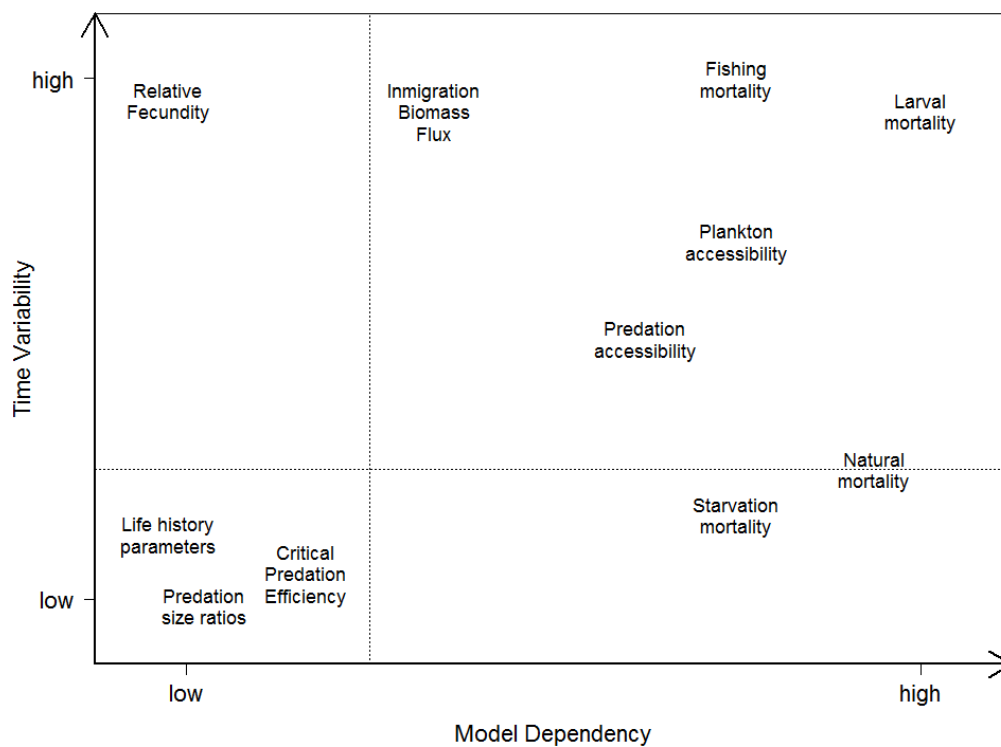 high
Relative
Fecundity
Inmigration
Biomass
Flux
Fishing
mortality
Larval
mortality
Plankton
accessibility
Predation
accessibility
Time Variability
Natural
mortality
Starvation
mortality
Life history
parameters
Critical
Predation
Efficiency
Predation
size ratios
low
low
high
Model Dependency